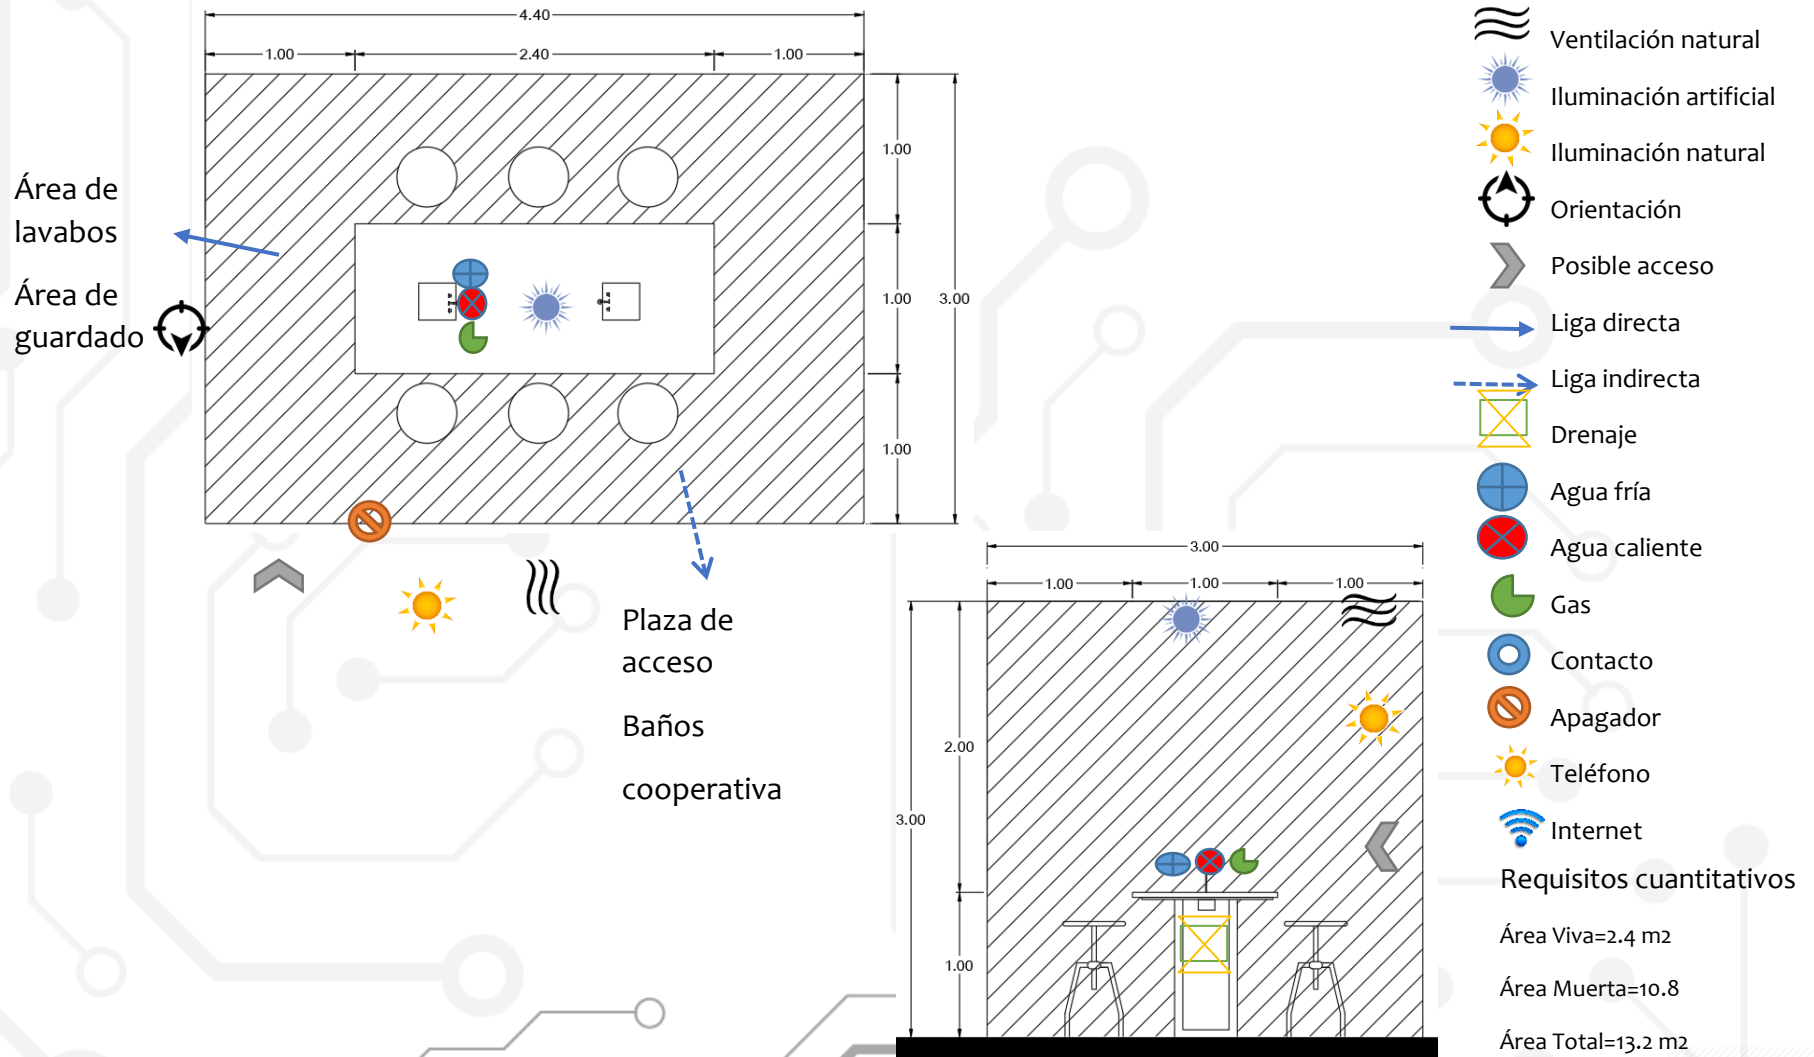 4.40
1.00
2.40
1.00
1.00
1.00
3.00
1.00
Área de
lavabos
Área de
guardado
Plaza de
acceso
Baños
cooperativa
3.00
1.00
1.00
1.00
2.00
3.00
1.00
Ventilación natural
Iluminación artificial
Iluminación natural
Orientación
Posible acceso
Liga directa
Liga indirecta
Drenaje
Agua fría
Agua caliente
Gas
Contacto
Apagador
Teléfono
Internet
Requisitos cuantitativos
Área Viva=2.4 m2
Área Muerta=10.8
Área Total=13.2 m2